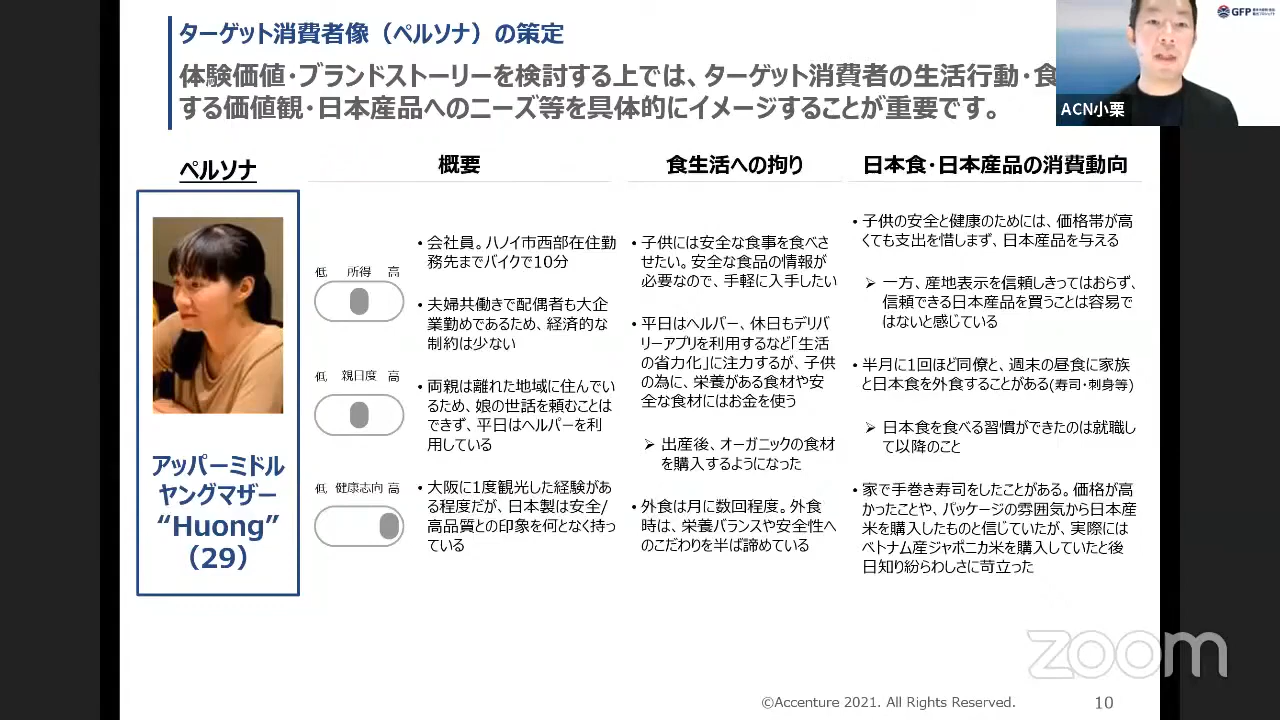 ターゲット消費者像（ペルソナ）の策定
体験価値・ブランドストーリーを検討する上では、ターゲット消費者の生活行動・食
する価値観・日本産品へのニーズ等を具体的にイメージすることが重要です。
GFP
ACN小栗
ペルソナ
アッパーミドル
ヤングマザー
“Huong”
（29）
概要
低 所得 高
低 親日度 高
低 健康志向 高
・会社員。ハノイ市西部在住勤
務先までバイクで10分
・夫婦共働きで配偶者も大企
業勤めであるため、経済的な
制約は少ない
・両親は離れた地域に住んでい
るため、娘の世話を頼むことは
できず、平日はヘルパーを利
用している
・大阪に1度観光した経験があ
る程度だが、日本製は安全/
高品質との印象を何となく持っ
ている
食生活への拘り
・子供には安全な食事を食べさ
せたい。安全な食品の情報が
必要なので、手軽に入手したい
・平日はヘルパー、休日もデリバ
リーアプリを利用するなど「生活
の省力化」に注力するが、子供
の為に、栄養がある食材や安
全な食材にはお金を使う
➢ 出産後、オーガニックの食材
を購入するようになった
・外食は月に数回程度。外食
時は、栄養バランスや安全性へ
のこだわりを半ば諦めている
日本食・日本産品の消費動向
・子供の安全と健康のためには、価格帯が高
くても支出を惜しまず、日本産品を与える
➢ 一方、産地表示を信頼しきってはおらず、
信頼できる日本産品を買うことは容易で
はないと感じている
・半月に1回ほど同僚と、週末の昼食に家族
と日本食を外食することがある(寿司・刺身等)
➢ 日本食を食べる習慣ができたのは就職し
て以降のこと
・家で手巻き寿司をしたことがある。価格が高
かったことや、パッケージの雰囲気から日本産
米を購入したものと信じていたが、実際には
ベトナム産ジャポニカ米を購入していたと後
日知り紛らわしさに苛立った
zoom
©Accenture 2021. All Rights Reserved.
10